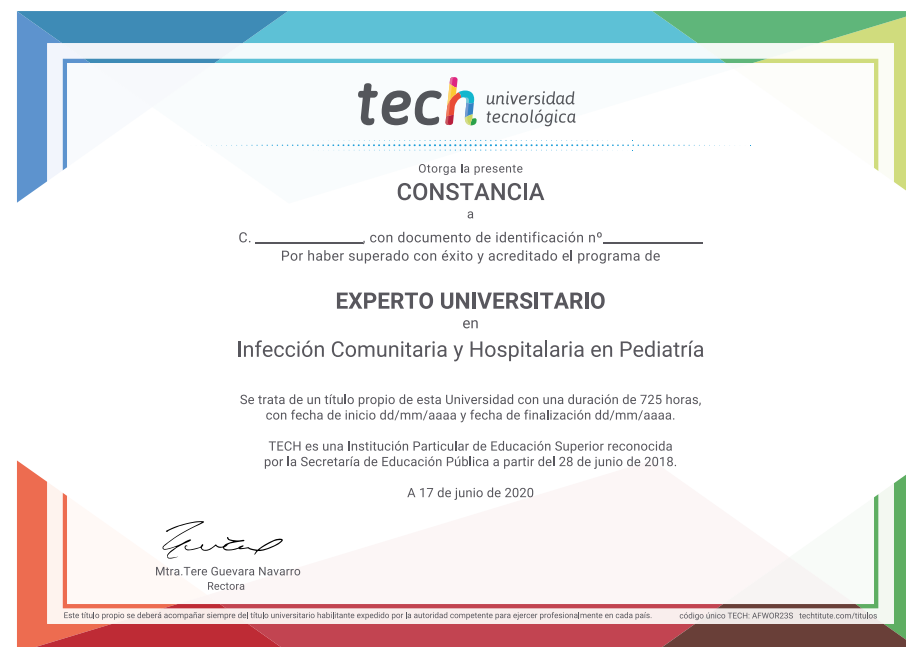 tech universidad
tecnológica
Otorga la presente
CONSTANCIA
a
C. ______________, con documento de identificación nº_____________
Por haber superado con éxito y acreditado el programa de
EXPERTO UNIVERSITARIO
en
Infección Comunitaria y Hospitalaria en Pediatría
Se trata de un título propio de esta Universidad con una duración de 725 horas,
con fecha de inicio dd/mm/aaaa y fecha de finalización dd/mm/aaaa.
TECH es una Institución Particular de Educación Superior reconocida
por la Secretaría de Educación Pública a partir del 28 de junio de 2018.
A 17 de junio de 2020
Mtra.Tere Guevara Navarro
Rectora
Este título propio se deberá acompañar siempre del título universitario habilitante expedido por la autoridad competente para ejercer profesionalmente en cada país. código único TECH: AFWOR23S techtitute.com/titulos